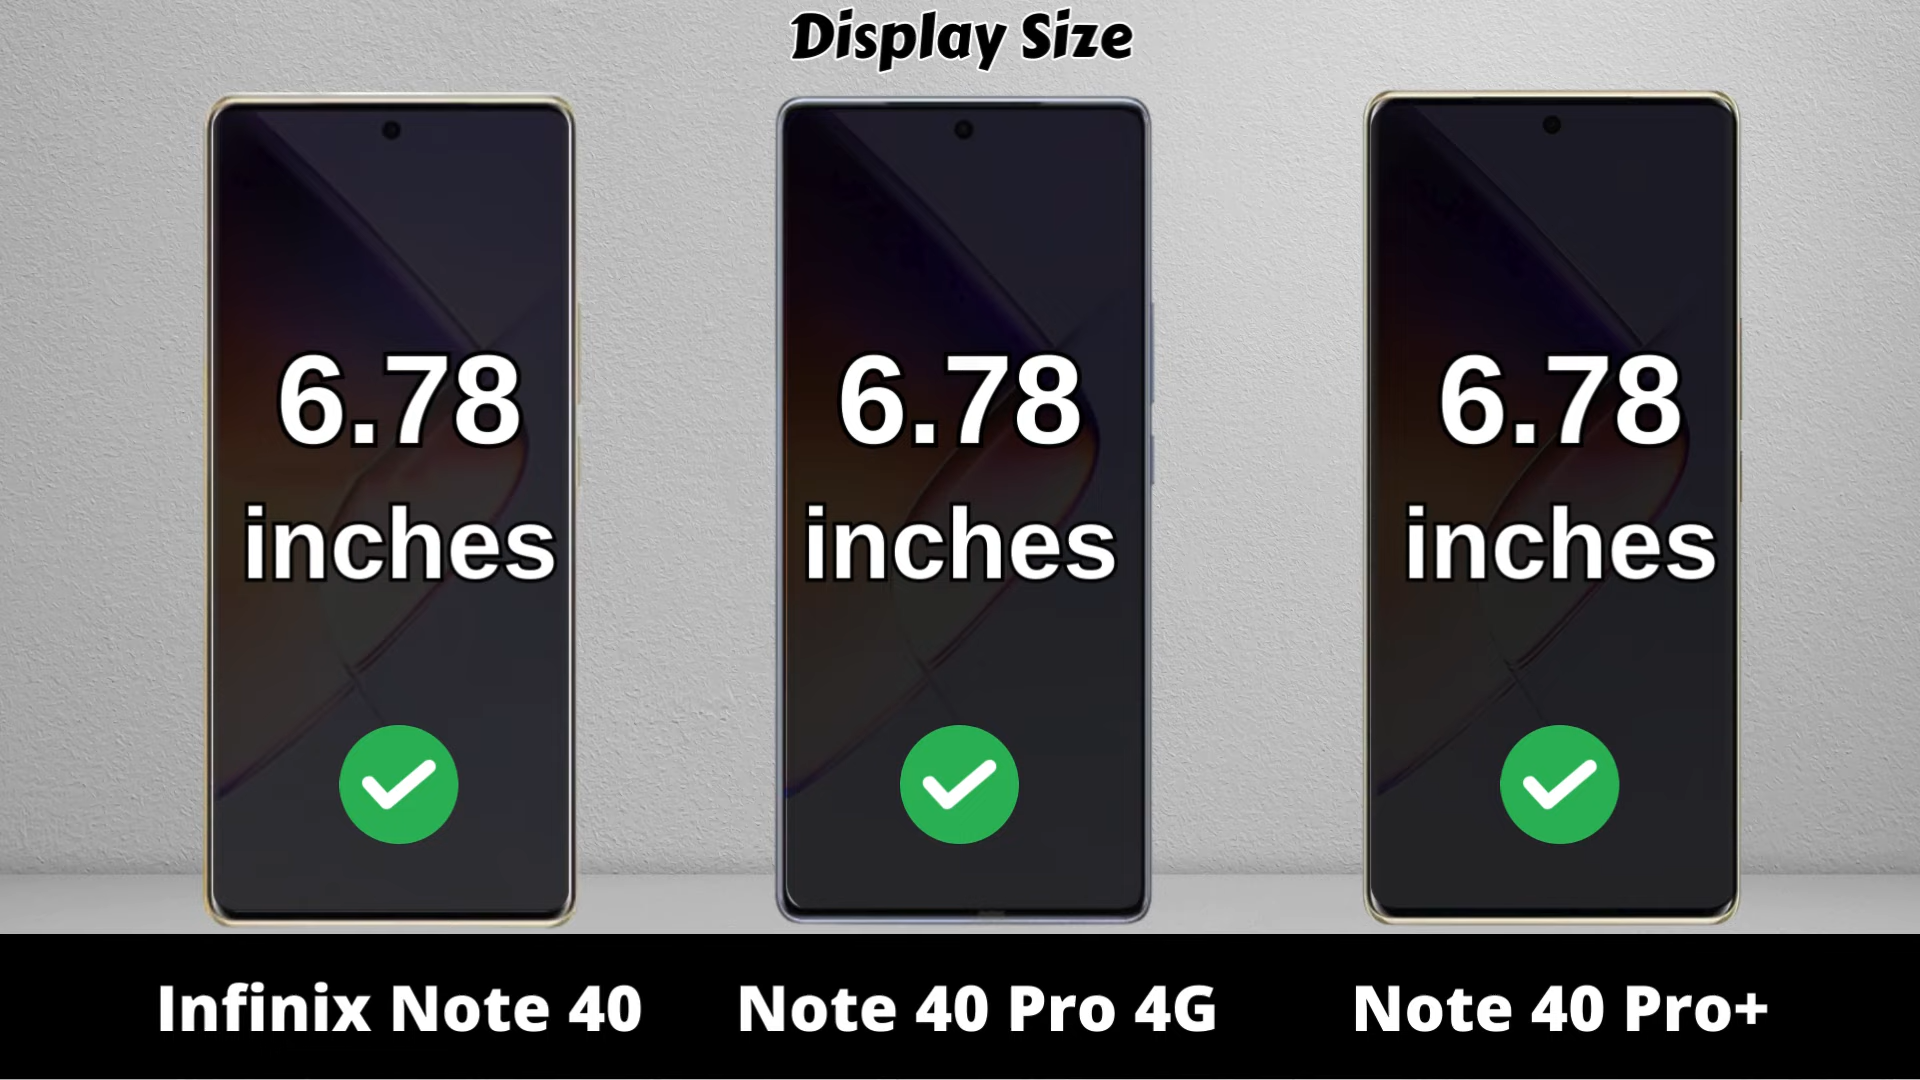 Display Size
6.78
inches
6.78
inches
6.78
inches
Infinix Note 40
Note 40 Pro 4G
Note 40 Pro+